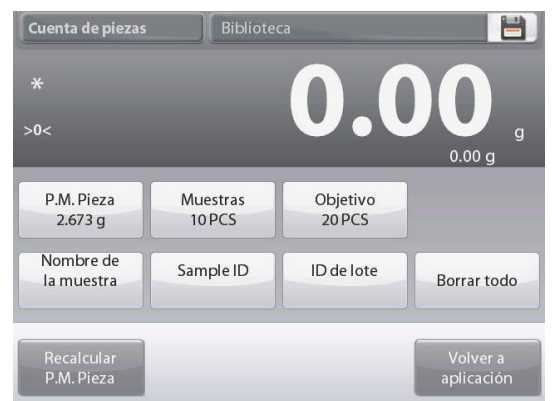 Cuenta de piezas
Biblioteca
*
>0<
0.00 g
0.00 g
P.M. Pieza
2.673 g
Muestras
10 PCS
Objetivo
20 PCS
Nombre de
la muestra
Sample ID
ID de lote
Borrar todo
Recalcular
P.M. Pieza
Volver a
aplicación